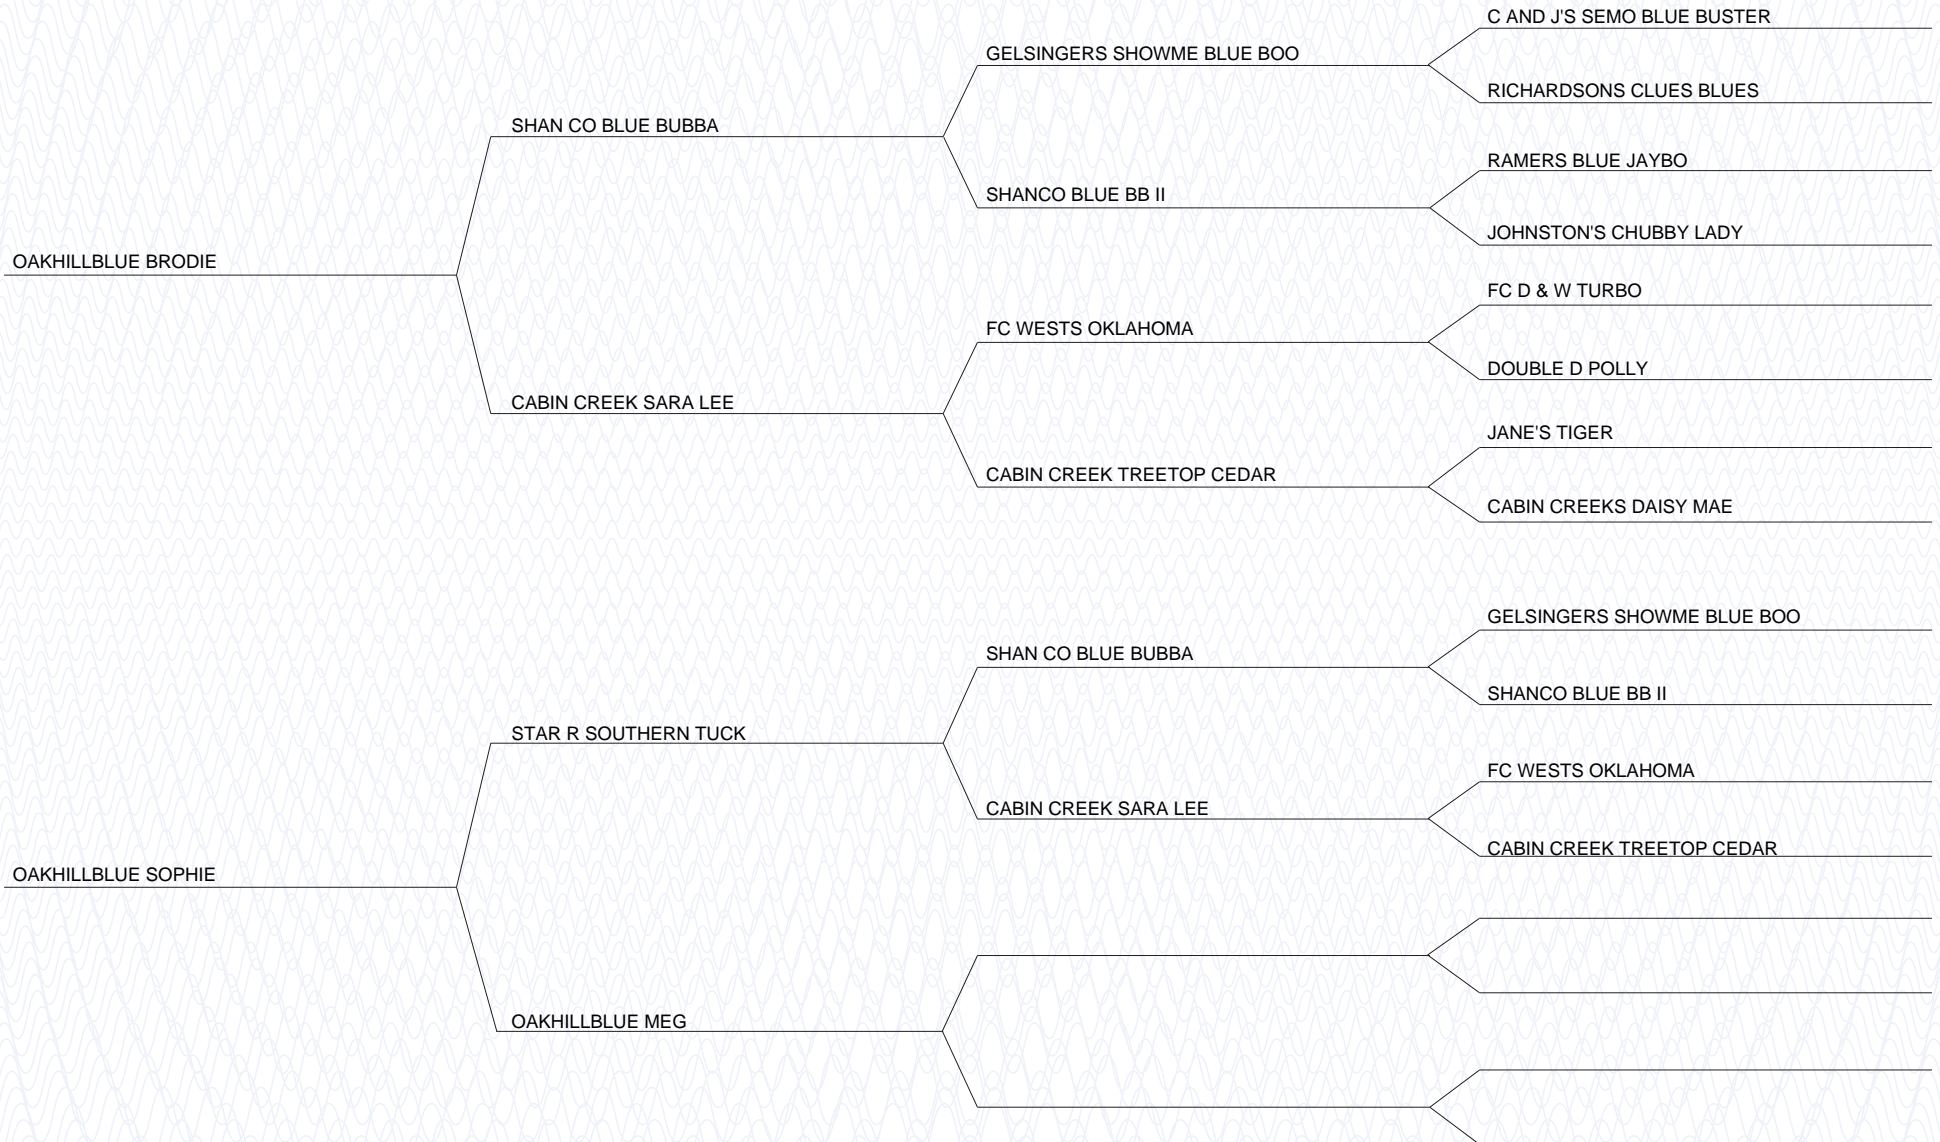 C AND J'S SEMO BLUE BUSTER
GELSINGERS SHOWME BLUE BOO
RICHARDSONS CLUES BLUES
SHAN CO BLUE BUBBA
RAMERS BLUE JAYBO
SHANCO BLUE BB II
JOHNSTON'S CHUBBY LADY
OAKHILLBLUE BRODIE
FC D & W TURBO
FC WESTS OKLAHOMA
DOUBLE D POLLY
CABIN CREEK SARA LEE
JANE'S TIGER
CABIN CREEK TREETOP CEDAR
CABIN CREEKS DAISY MAE
GELSINGERS SHOWME BLUE BOO
SHAN CO BLUE BUBBA
SHANCO BLUE BB II
STAR R SOUTHERN TUCK
FC WESTS OKLAHOMA
CABIN CREEK SARA LEE
CABIN CREEK TREETOP CEDAR
OAKHILLBLUE SOPHIE
OAKHILLBLUE MEG